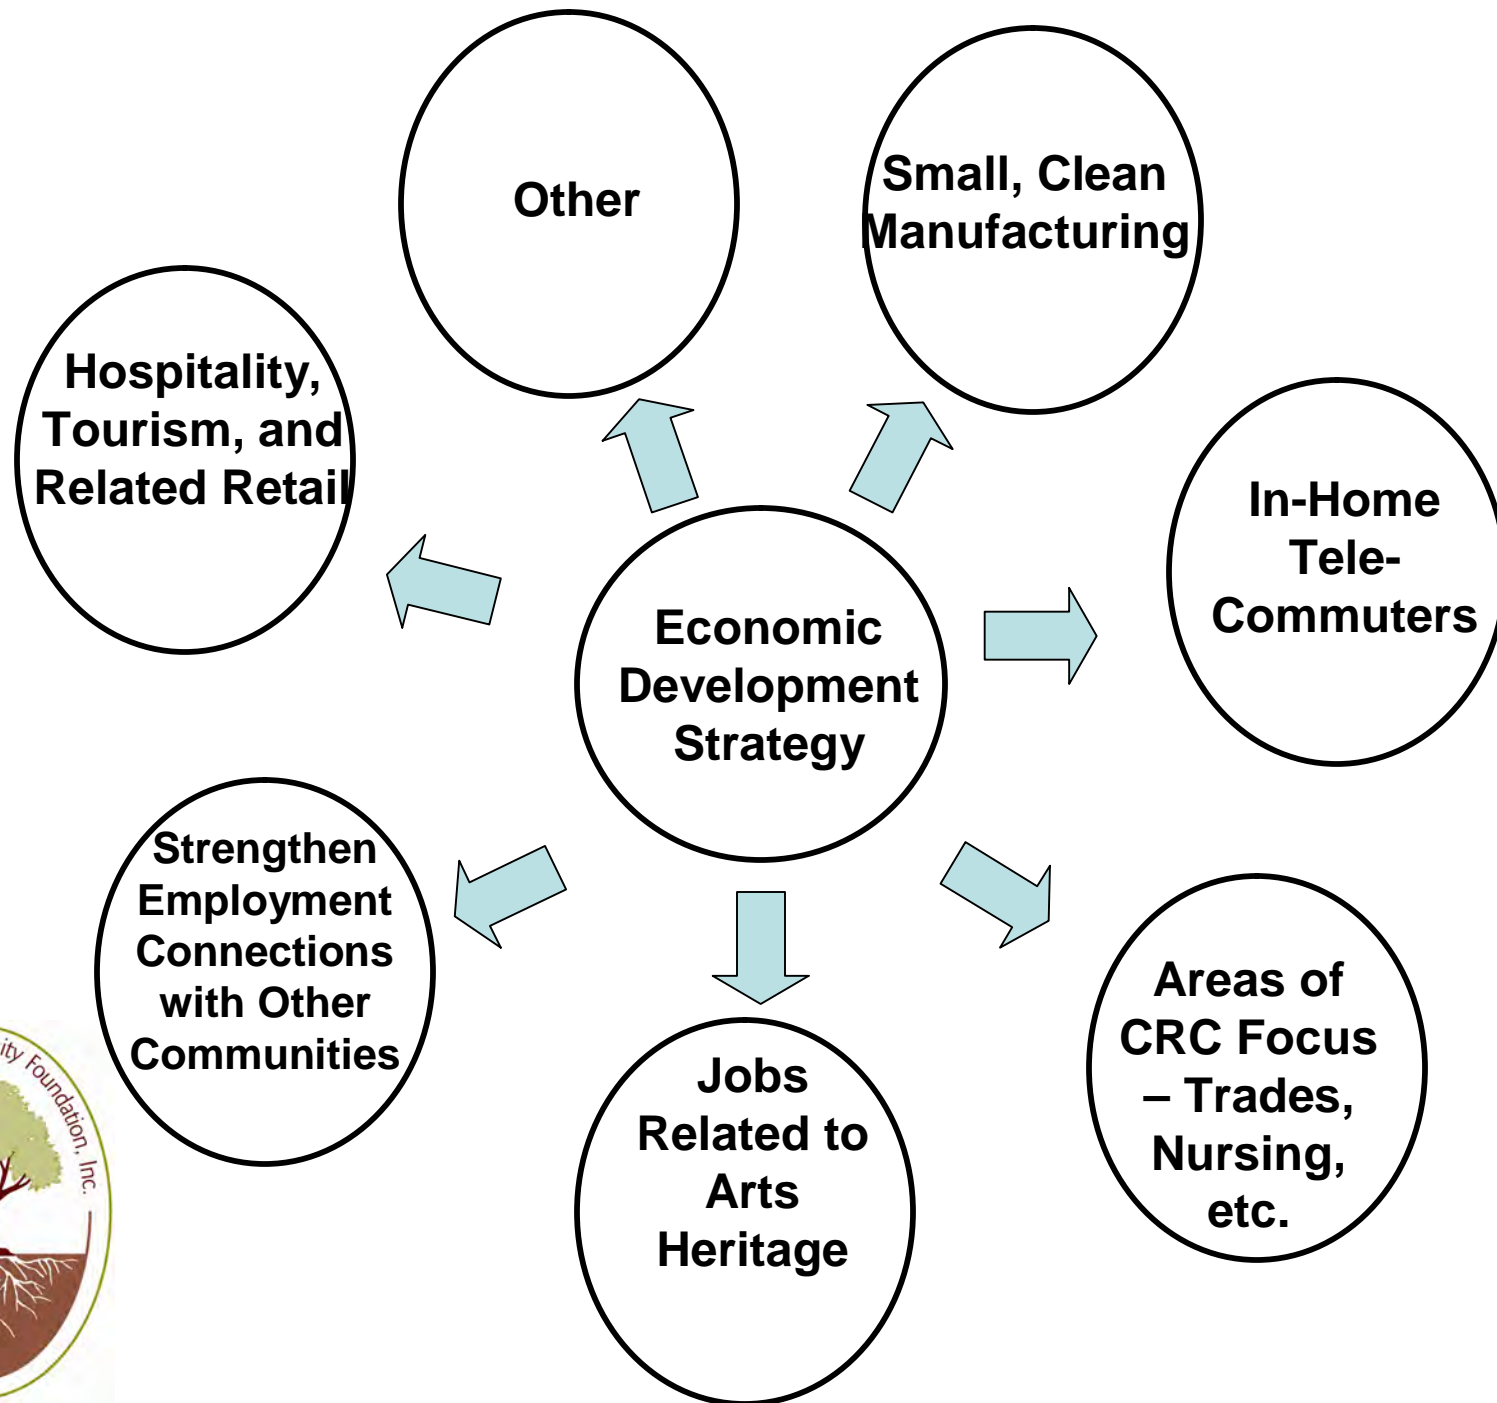 Other
Small, Clean
Manufacturing
Hospitality,
Tourism, and
Related Retail
In-Home
Tele-
Commuters
Economic
Development
Strategy
Strengthen
Employment
Connections
with Other
Communities
Areas of
CRC Focus
– Trades,
Nursing,
etc.
Jobs
Related to
Arts
Heritage
Foundation, Inc.